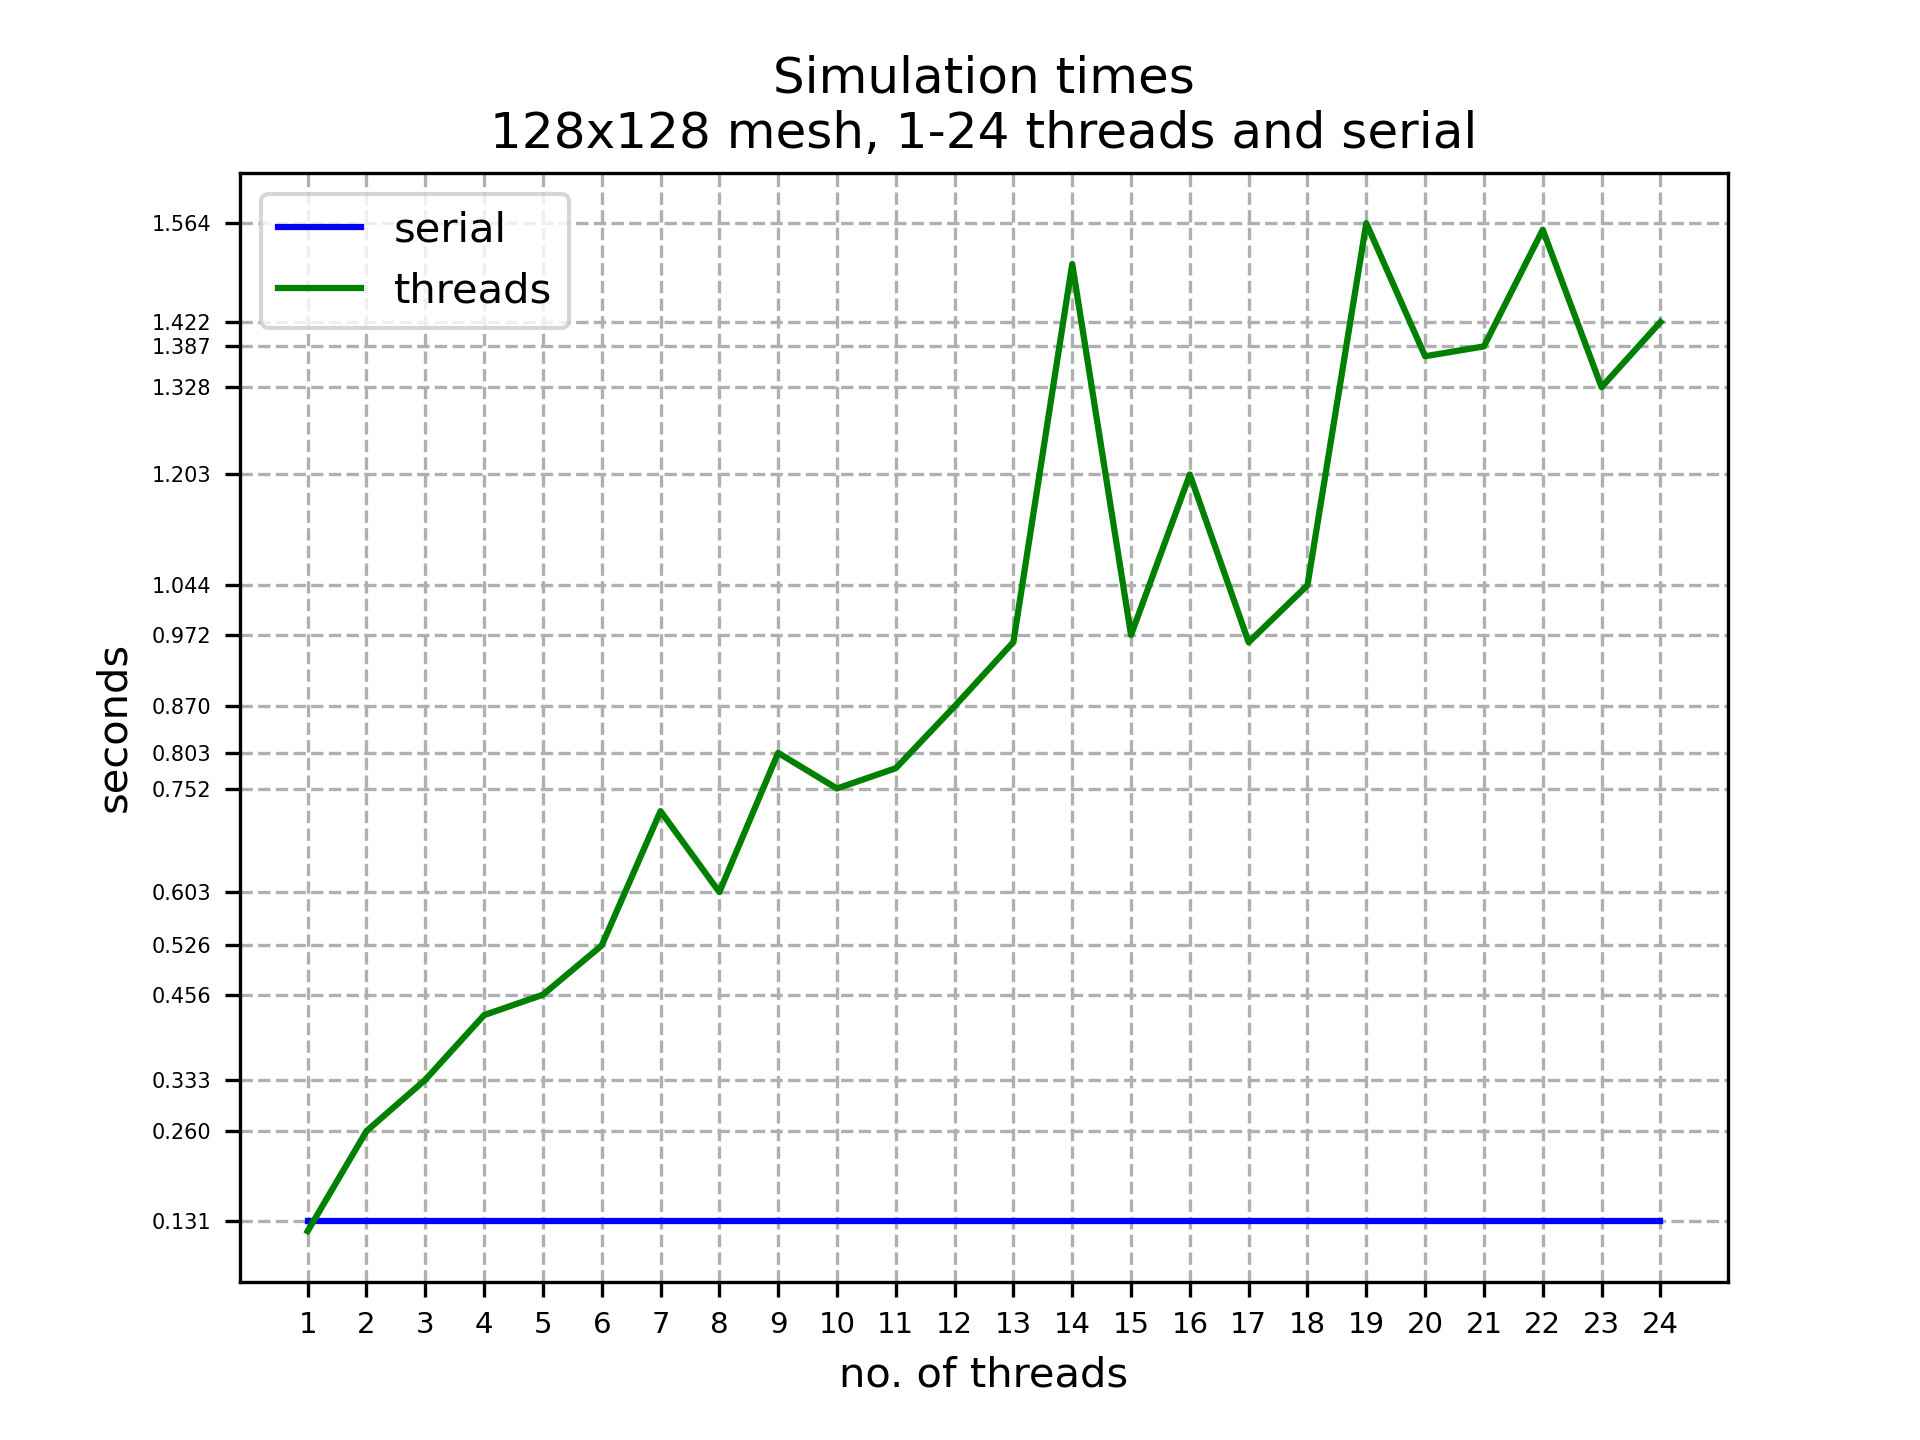 Simulation times
128x128 mesh, 1-24 threads and serial
serial
threads
1.564
1.422
1.387
1.328
1.203
1.044
0.972
0.870
0.803
0.752
0.603
0.526
0.456
0.333
0.260
0.131
seconds
1 2 3 4 5 6 7 8 9 10 11 12 13 14 15 16 17 18 19 20 21 22 23 24
no. of threads